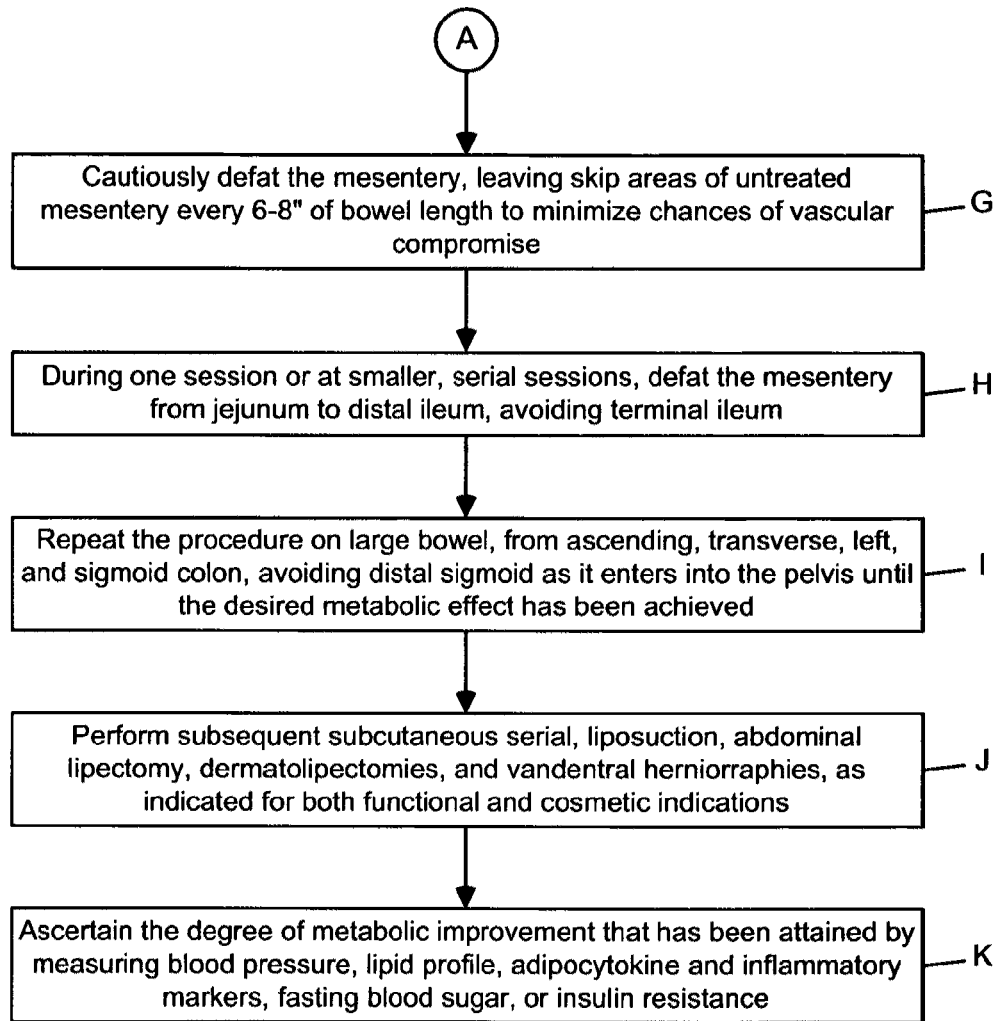 A
Cautiously defat the mesentery, leaving skip areas of untreated
mesentery every 6-8" of bowel length to minimize chances of vascular
compromise
G
During one session or at smaller, serial sessions, defat the mesentery
from jejunum to distal ileum, avoiding terminal ileum
H
Repeat the procedure on large bowel, from ascending, transverse, left,
and sigmoid colon, avoiding distal sigmoid as it enters into the pelvis until
the desired metabolic effect has been achieved
I
Perform subsequent subcutaneous serial, liposuction, abdominal
lipectomy, dermatolipectomies, and vandentral herniorraphies, as
indicated for both functional and cosmetic indications
J
Ascertain the degree of metabolic improvement that has been attained by
measuring blood pressure, lipid profile, adipocytokine and inflammatory
markers, fasting blood sugar, or insulin resistance
K